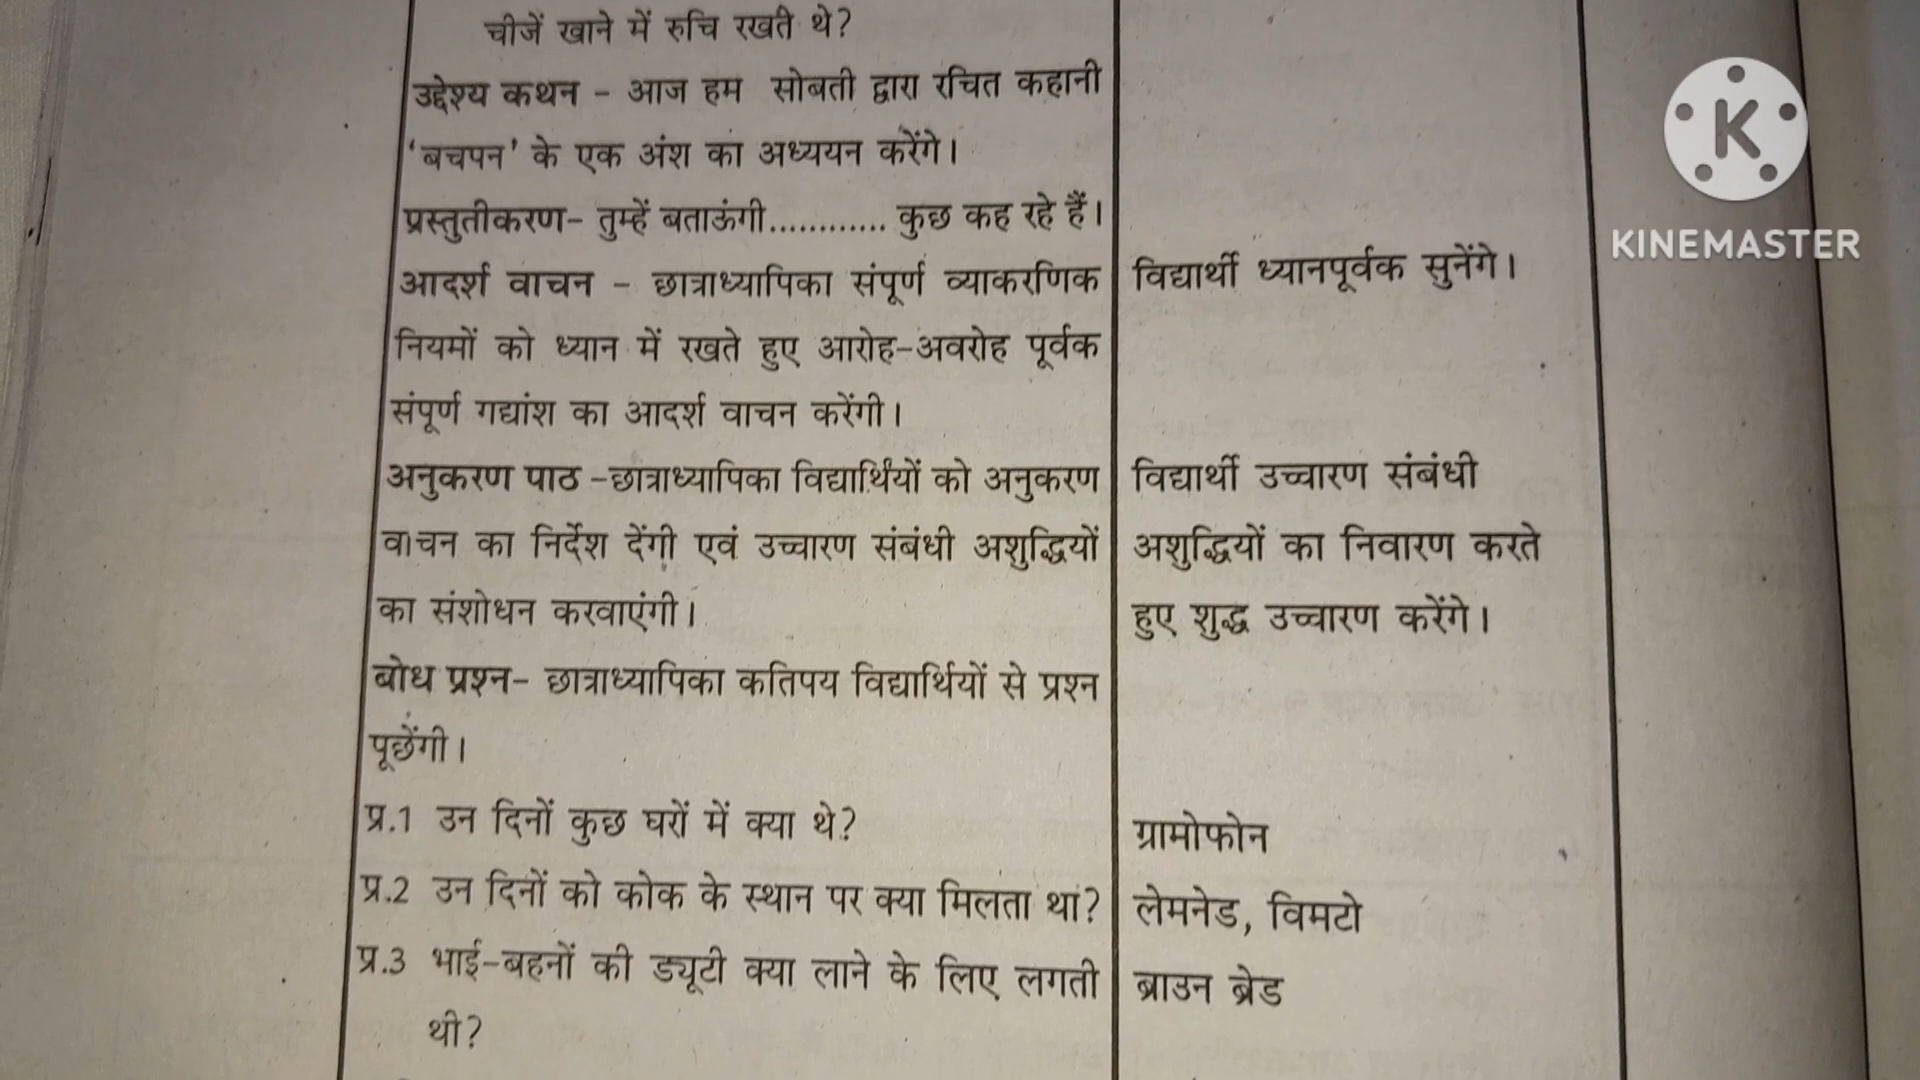 चीजें खाने में रुचि रखते थे?
उद्देश्य कथन - आज हम सोबती द्वारा रचित कहानी
'बचपन' के एक अंश का अध्ययन करेंगे।
प्रस्तुतीकरण- तुम्हें बताऊंगी............ कुछ कह रहे हैं।
आदर्श वाचन - छात्राध्यापिका संपूर्ण व्याकरणिक
नियमों को ध्यान में रखते हुए आरोह-अवरोह पूर्वक
संपूर्ण गद्यांश का आदर्श वाचन करेंगी।
विद्यार्थी ध्यानपूर्वक सुनेंगे।
अनुकरण पाठ -छात्राध्यापिका विद्यार्थियों को अनुकरण
वाचन का निर्देश देंगी एवं उच्चारण संबंधी अशुद्धियों
का संशोधन करवाएंगी।
विद्यार्थी उच्चारण संबंधी
अशुद्धियों का निवारण करते
हुए शुद्ध उच्चारण करेंगे।
बोध प्रश्न- छात्राध्यापिका कतिपय विद्यार्थियों से प्रश्न
पूछेंगी।
प्र.1 उन दिनों कुछ घरों में क्या थे?
ग्रामोफोन
प्र.2 उन दिनों को कोक के स्थान पर क्या मिलता था?
लेमनेड, विमटो
प्र.3 भाई-बहनों की ड्यूटी क्या लाने के लिए लगती
थी?
ब्राउन ब्रेड
K
KINEMASTER